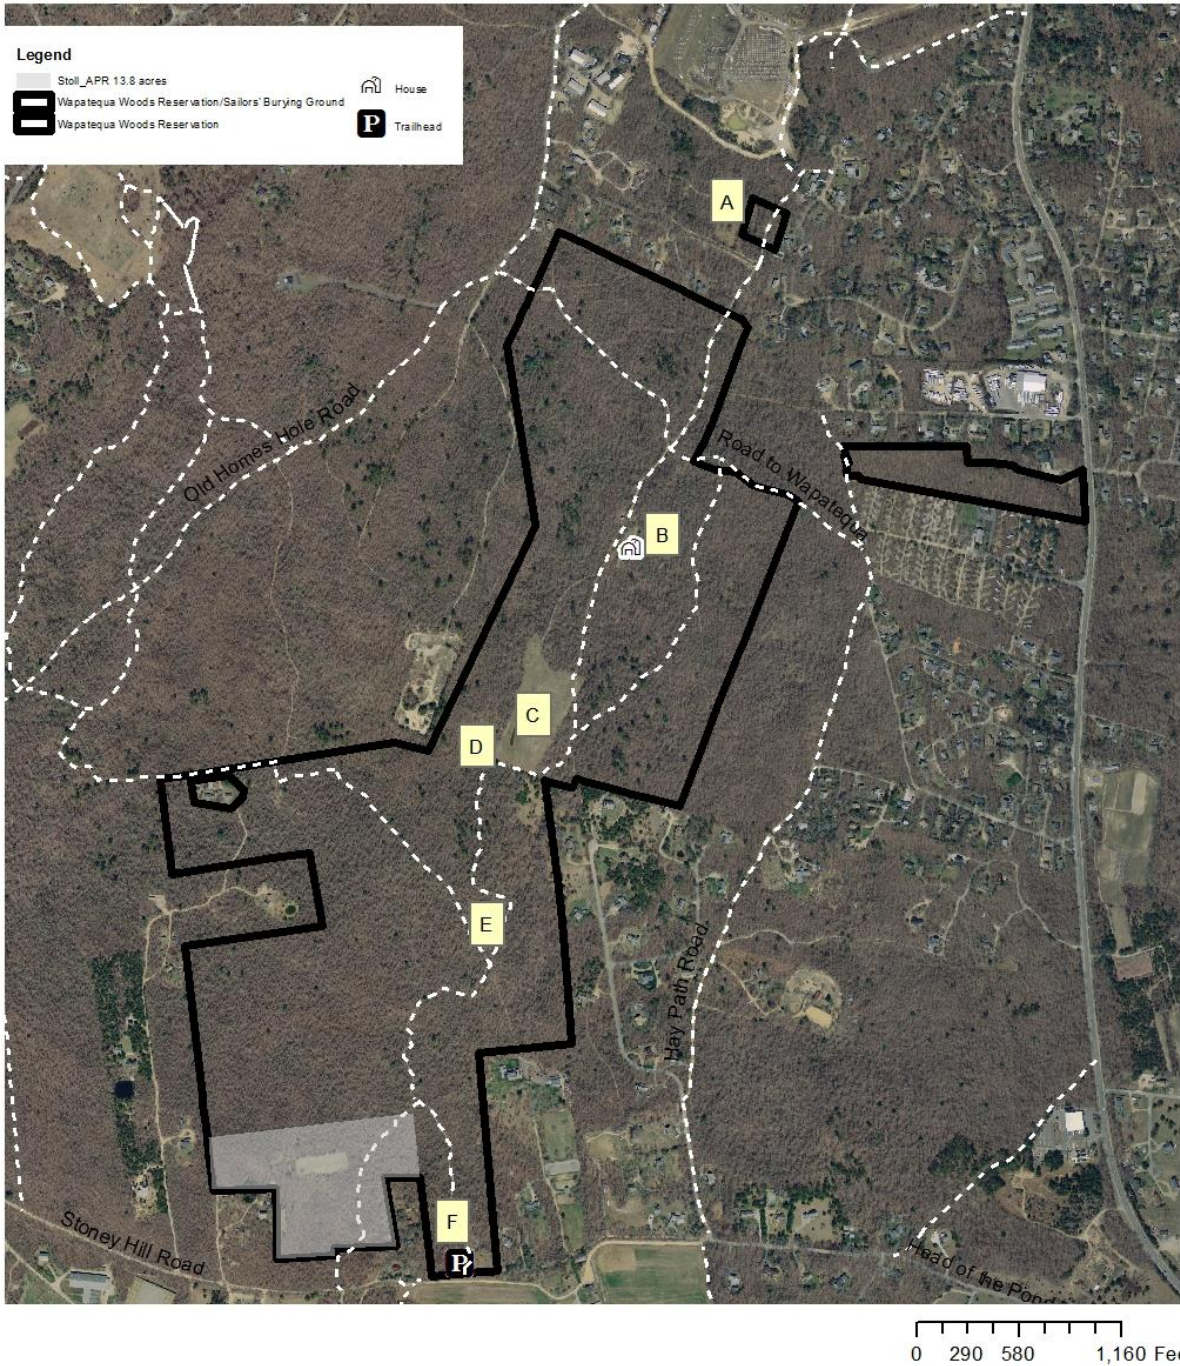 Legend
Stoll_APR 13.8 acres
Wapatequa Woods Reservation/Sailors' Burying Ground
Wapatequa Woods Reservation
House
P Trailhead
A
Old Homes Hole Road
Road to Wapatequa
B
C
D
E
Hay Path Road
F
P
Stoney Hill Road
Head of the Pond
0 290 580 1,160 Fee